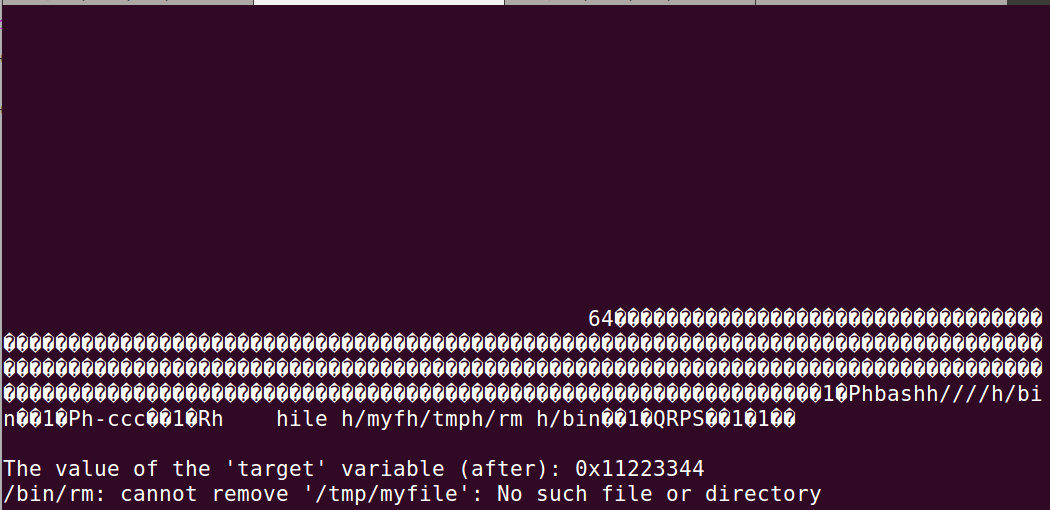 64����������������������������������
��������������������������������������������������������������������������������
��������������������������������������������������������������������������������
���������������������������������������������������������������1�Phbashh////h/bi
n��1�Ph-ccc��1�Rh    hile h/myfh/tmph/rm h/bin��1�QRPS��1�1��
The value of the 'target' variable (after): 0x11223344
/bin/rm: cannot remove '/tmp/myfile': No such file or directory